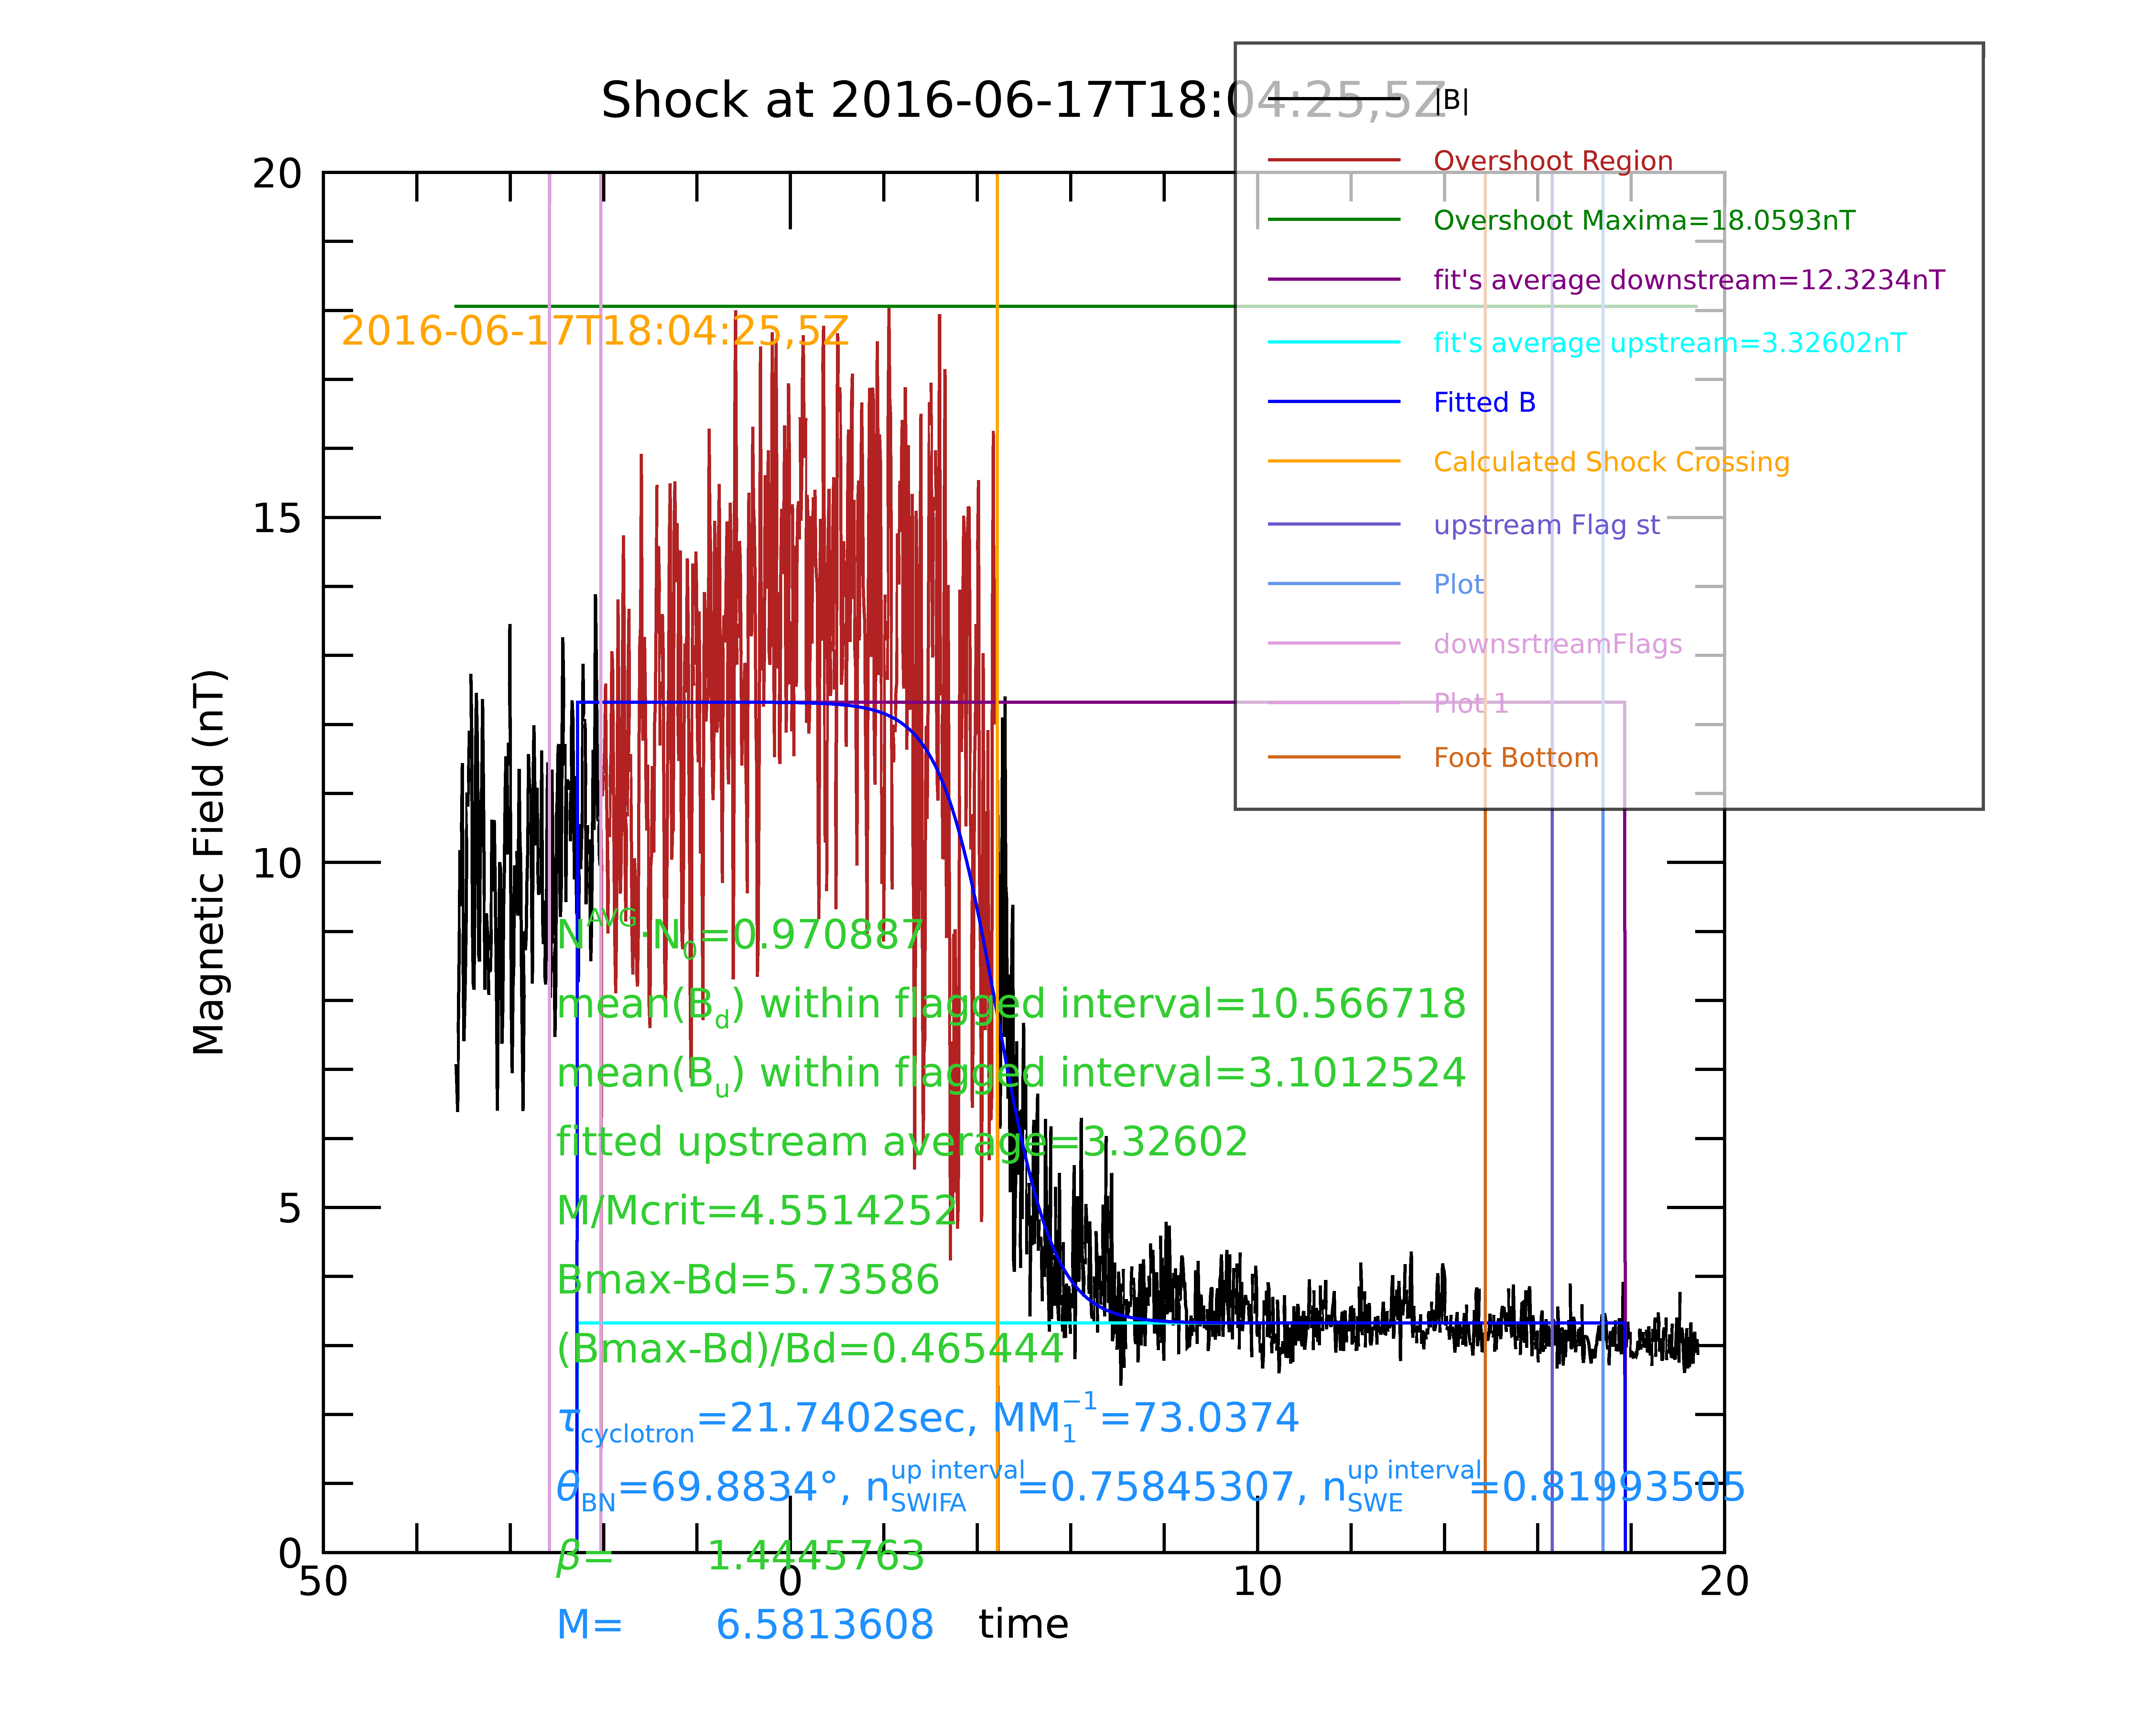 Shock at 2016-06-17T18:04:25,5Z
|B|
Overshoot Region
Overshoot Maxima=18.0593nT
fit's average downstream=12.3234nT
fit's average upstream=3.32602nT
Fitted B
Calculated Shock Crossing
upstream Flag st
Plot
downsrtreamFlags
Plot 1
Foot Bottom
2016-06-17T18:04:25,5Z
20
15
10
5
0
Magnetic Field (nT)
N^AVG·N_0=0.970887
mean(B_d) within flagged interval=10.566718
mean(B_u) within flagged interval=3.1012524
fitted upstream average=3.32602
M/Mcrit=4.5514252
Bmax-Bd=5.73586
(Bmax-Bd)/Bd=0.465444
τ_cyclotron=21.7402sec, MM_1^−1=73.0374
θ_BN=69.8834°, n_SWIFA^up interval=0.75845307, n_SWE^up interval=0.81993505
β= 1.4445763
50 0 10 20
M= 6.5813608
time